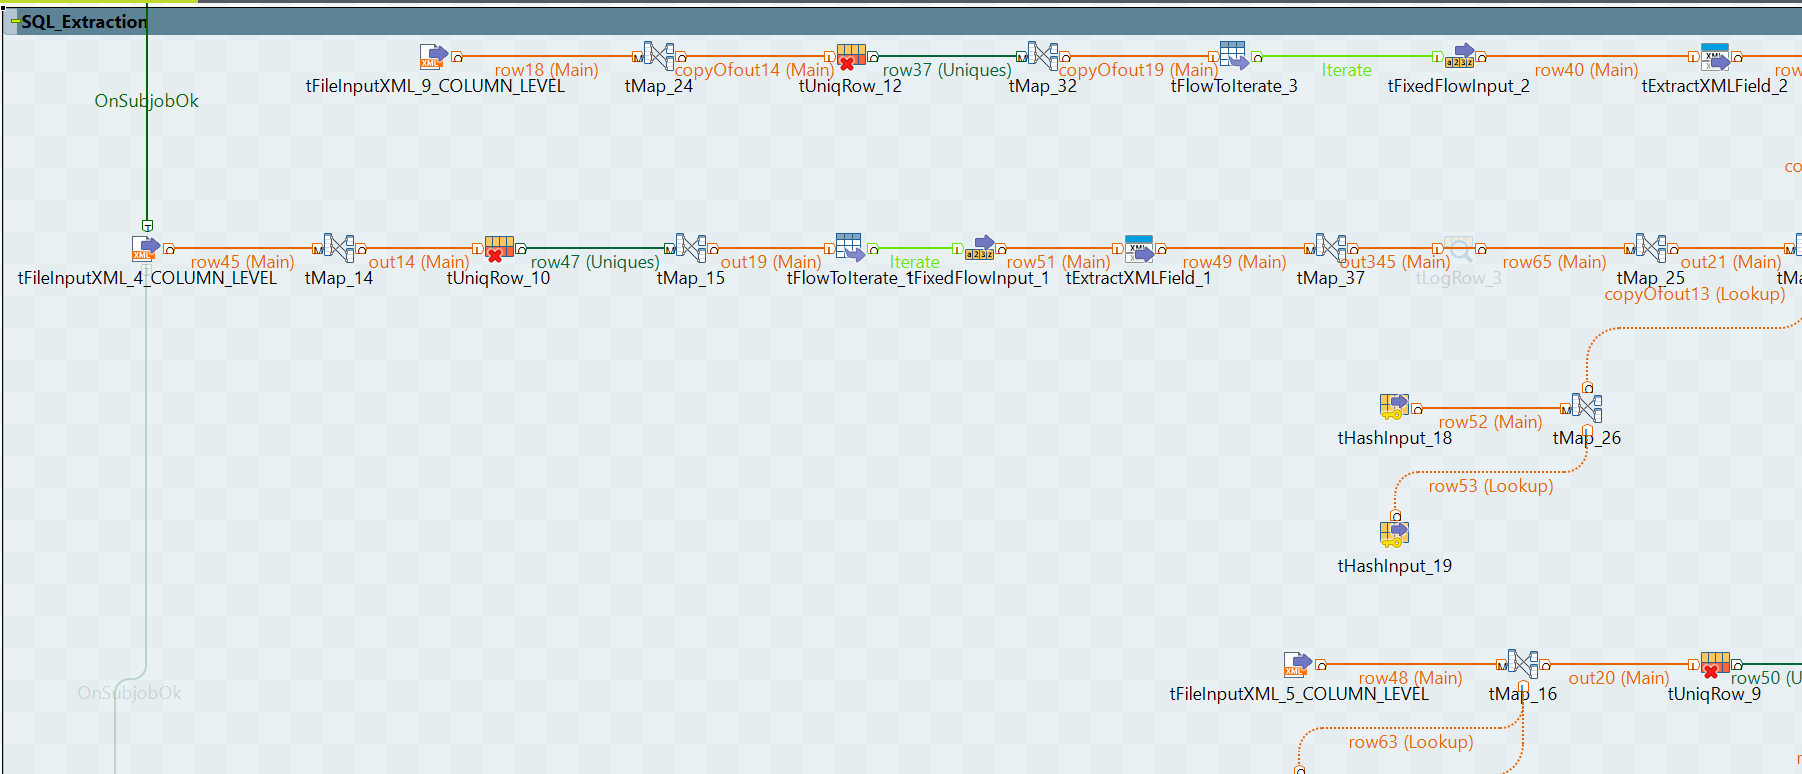 SQL_Extraction
row18 (Main)
copyOfout14 (Main)
row37 (Uniques)
copyOfout19 (Main)
Iterate
row40 (Main)
tFileInputXML_9_COLUMN_LEVEL
tMap_24
tUniqRow_12
tMap_32
tFlowToIterate_3
tFixedFlowInput_2
tExtractXMLField_2
OnSubjobOk
row45 (Main)
out14 (Main)
row47 (Uniques)
out19 (Main)
Iterate
row51 (Main)
row49 (Main)
out345 (Main)
row65 (Main)
out21 (Main)
tFileInputXML_4_COLUMN_LEVEL
tMap_14
tUniqRow_10
tMap_15
tFlowToIterate_1
tFixedFlowInput_1
tExtractXMLField_1
tMap_37
tLogRow_3
tMap_25
copyOfout13 (Lookup)
row52 (Main)
tHashInput_18
tMap_26
row53 (Lookup)
tHashInput_19
row48 (Main)
out20 (Main)
row50 (U
OnSubjobOk
tFileInputXML_5_COLUMN_LEVEL
tMap_16
tUniqRow_9
row63 (Lookup)